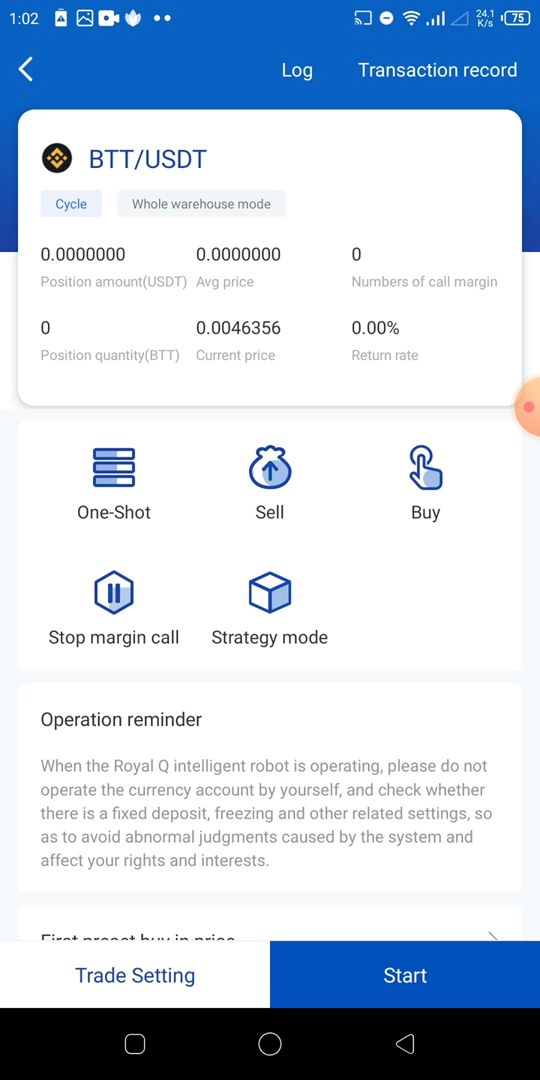 1:02
24.1
K/s
75
Log
Transaction record
BTT/USDT
Cycle
Whole warehouse mode
0.0000000
0.0000000
0
Position amount(USDT)
Avg price
Numbers of call margin
0
0.0046356
0.00%
Position quantity(BTT)
Current price
Return rate
One-Shot
Sell
Buy
Stop margin call
Strategy mode
Operation reminder
When the Royal Q intelligent robot is operating, please do not
operate the currency account by yourself, and check whether
there is a fixed deposit, freezing and other related settings, so
as to avoid abnormal judgments caused by the system and
affect your rights and interests.
First preset buy in price
Trade Setting
Start